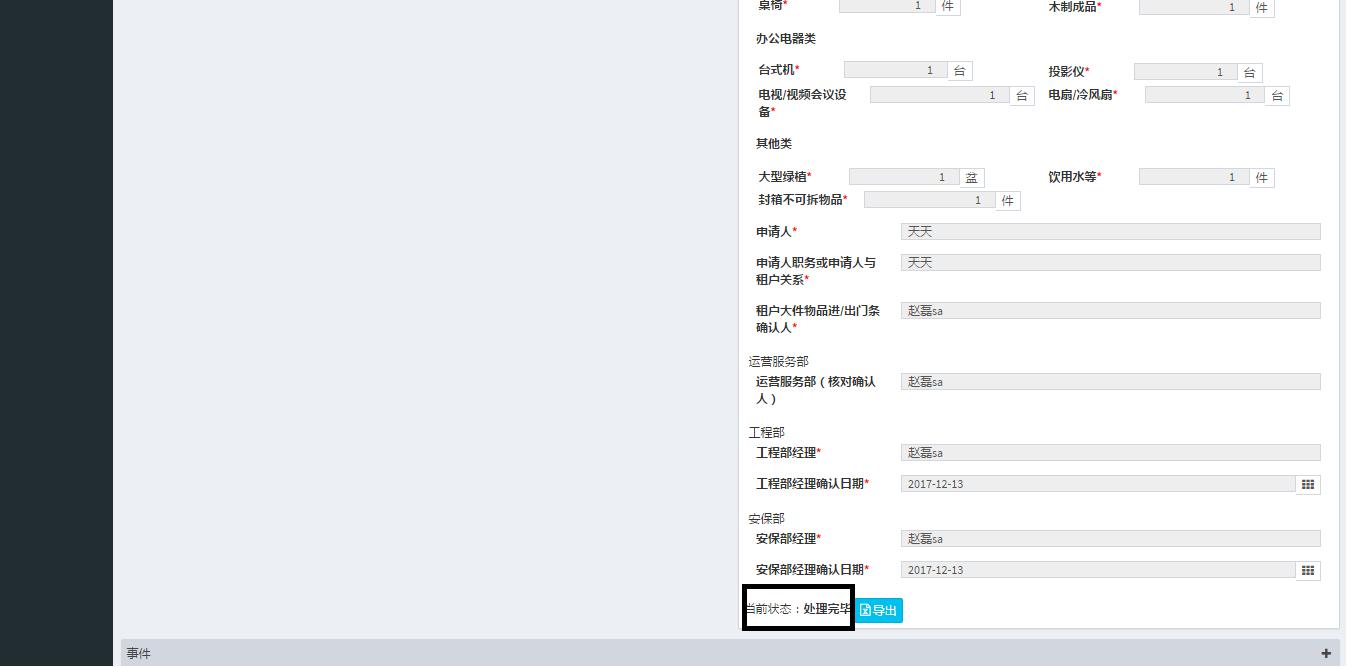 桌椅* 1 件 木制成品* 1 件
办公电器类
台式机* 1 台 投影仪* 1 台
电视/视频会议设备* 1 台 电扇/冷风扇* 1 台
其他类
大型绿植* 1 盆 饮用水等* 1 件
封箱不可拆物品* 1 件
申请人* 天天
申请人职务或申请人与
租户关系* 天天
租户大件物品进/出门条
确认人* 赵磊sa
运营服务部
运营服务部（核对确认
人） 赵磊sa
工程部
工程部经理* 赵磊sa
工程部经理确认日期* 2017-12-13
安保部
安保部经理* 赵磊sa
安保部经理确认日期* 2017-12-13
当前状态：处理完毕 导出
事件